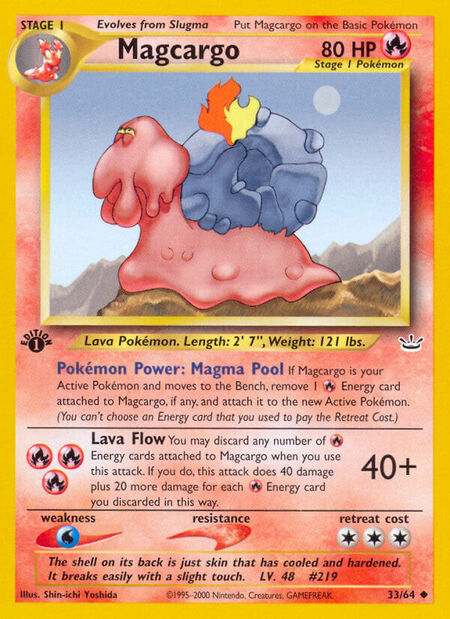 STAGE 1 Evolves from Slugma Put Magcargo on the Basic Pokémon
Magcargo 80 HP
Stage 1 Pokémon
EDITION
1
Lava Pokémon. Length: 2' 7", Weight: 121 lbs.
Pokémon Power: Magma Pool If Magcargo is your
Active Pokémon and moves to the Bench, remove 1 Energy card
attached to Magcargo, if any, and attach it to the new Active Pokémon.
(You can't choose an Energy card that you used to pay the Retreat Cost.)
Lava Flow You may discard any number of
Energy cards attached to Magcargo when you use
this attack. If you do, this attack does 40 damage
plus 20 more damage for each Energy card
you discarded in this way.
40+
weakness resistance retreat cost
The shell on its back is just skin that has cooled and hardened.
It breaks easily with a slight touch. LV. 48 #219
Illus. Shin-ichi Yoshida ©1995-2000 Nintendo, Creatures, GAMEFREAK. 33/64